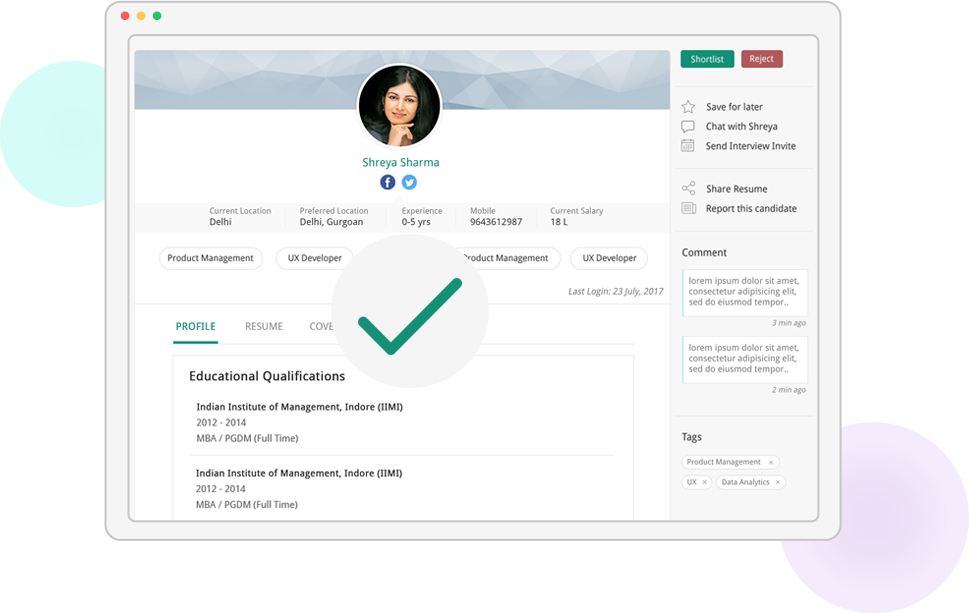 Shreya Sharma
Current Location
Delhi
Preferred Location
Delhi, Gurgoan
Experience
0-5 yrs
Mobile
9643612987
Current Salary
18 L
Product Management
UX Developer
Product Management
UX Developer
Last Login: 23 July, 2017
PROFILE
RESUME
COVE
Educational Qualifications
Indian Institute of Management, Indore (IIMI)
2012 - 2014
MBA / PGDM (Full Time)
Indian Institute of Management, Indore (IIMI)
2012 - 2014
MBA / PGDM (Full Time)
Shortlist
Reject
Save for later
Chat with Shreya
Send Interview Invite
Share Resume
Report this candidate
Comment
lorem ipsum dolor sit amet,
consectetur adipisicing elit,
sed do eiusmod tempor..
3 min ago
lorem ipsum dolor sit amet,
consectetur adipisicing elit,
sed do eiusmod tempor..
2 min ago
Tags
Product Management ×
UX ×
Data Analytics ×